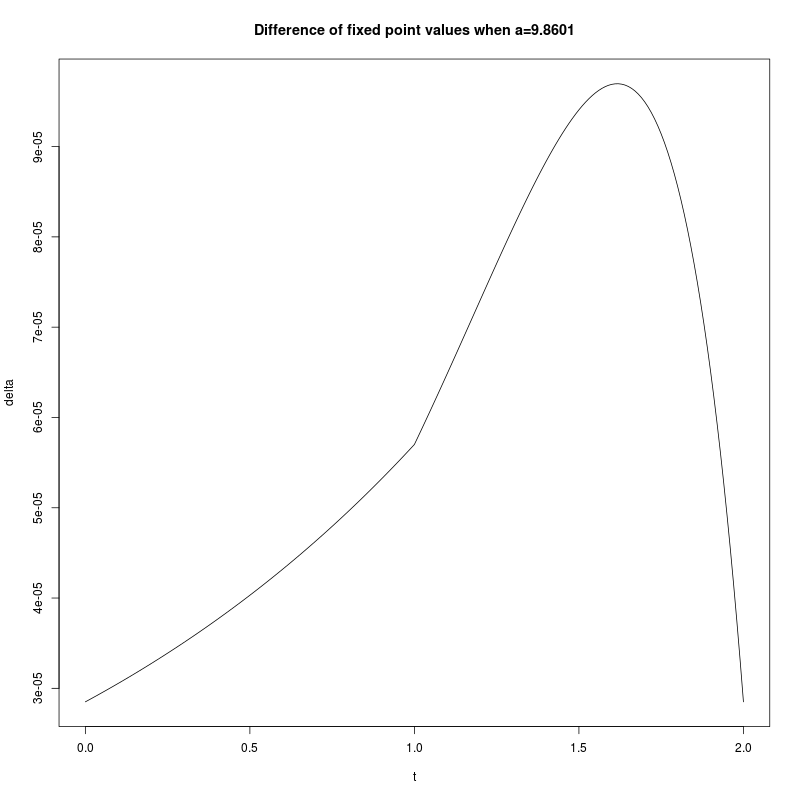 Difference of fixed point values when a=9.8601
9e-05
8e-05
7e-05
6e-05
5e-05
4e-05
3e-05
delta
0.0 0.5 1.0 1.5 2.0
t